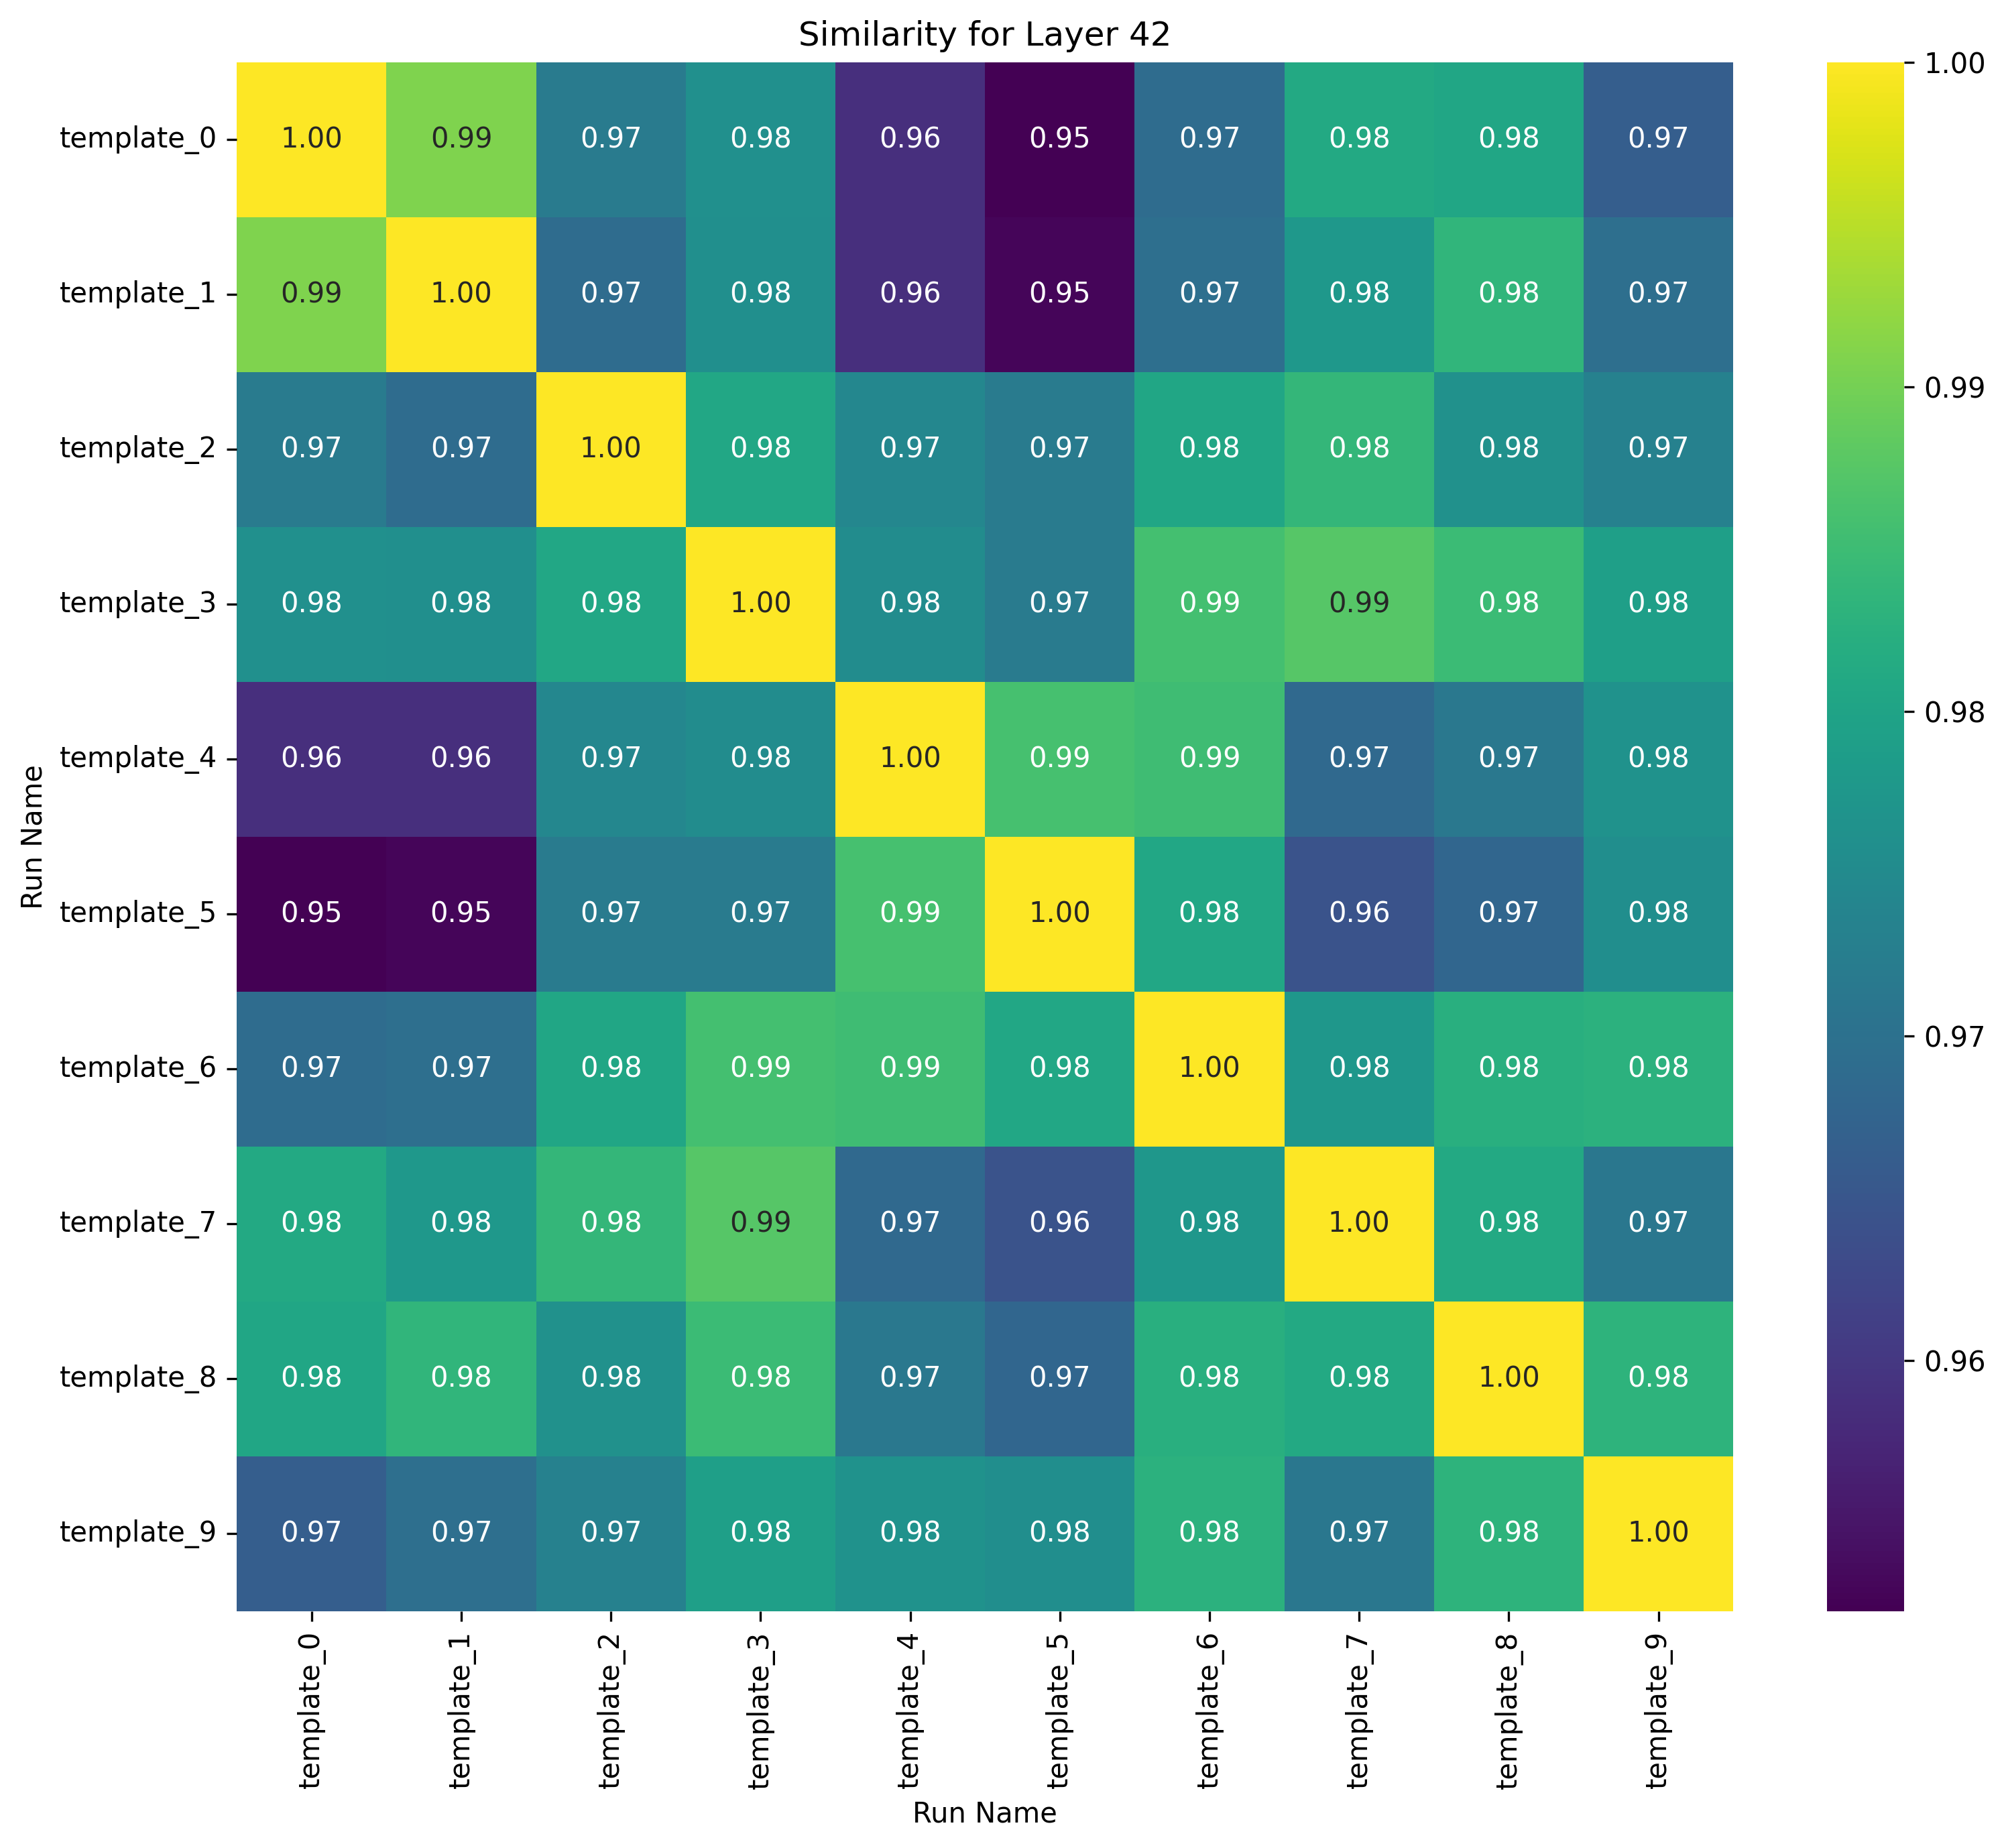 Similarity for Layer 42
template_0 1.00 0.99 0.97 0.98 0.96 0.95 0.97 0.98 0.98 0.97
template_1 0.99 1.00 0.97 0.98 0.96 0.95 0.97 0.98 0.98 0.97
template_2 0.97 0.97 1.00 0.98 0.97 0.97 0.98 0.98 0.98 0.97
template_3 0.98 0.98 0.98 1.00 0.98 0.97 0.99 0.99 0.98 0.98
template_4 0.96 0.96 0.97 0.98 1.00 0.99 0.99 0.97 0.97 0.98
template_5 0.95 0.95 0.97 0.97 0.99 1.00 0.98 0.96 0.97 0.98
template_6 0.97 0.97 0.98 0.99 0.99 0.98 1.00 0.98 0.98 0.98
template_7 0.98 0.98 0.98 0.99 0.97 0.96 0.98 1.00 0.98 0.97
template_8 0.98 0.98 0.98 0.98 0.97 0.97 0.98 0.98 1.00 0.98
template_9 0.97 0.97 0.97 0.98 0.98 0.98 0.98 0.97 0.98 1.00
Run Name
template_0 template_1 template_2 template_3 template_4 template_5 template_6 template_7 template_8 template_9
Run Name
1.00
0.99
0.98
0.97
0.96